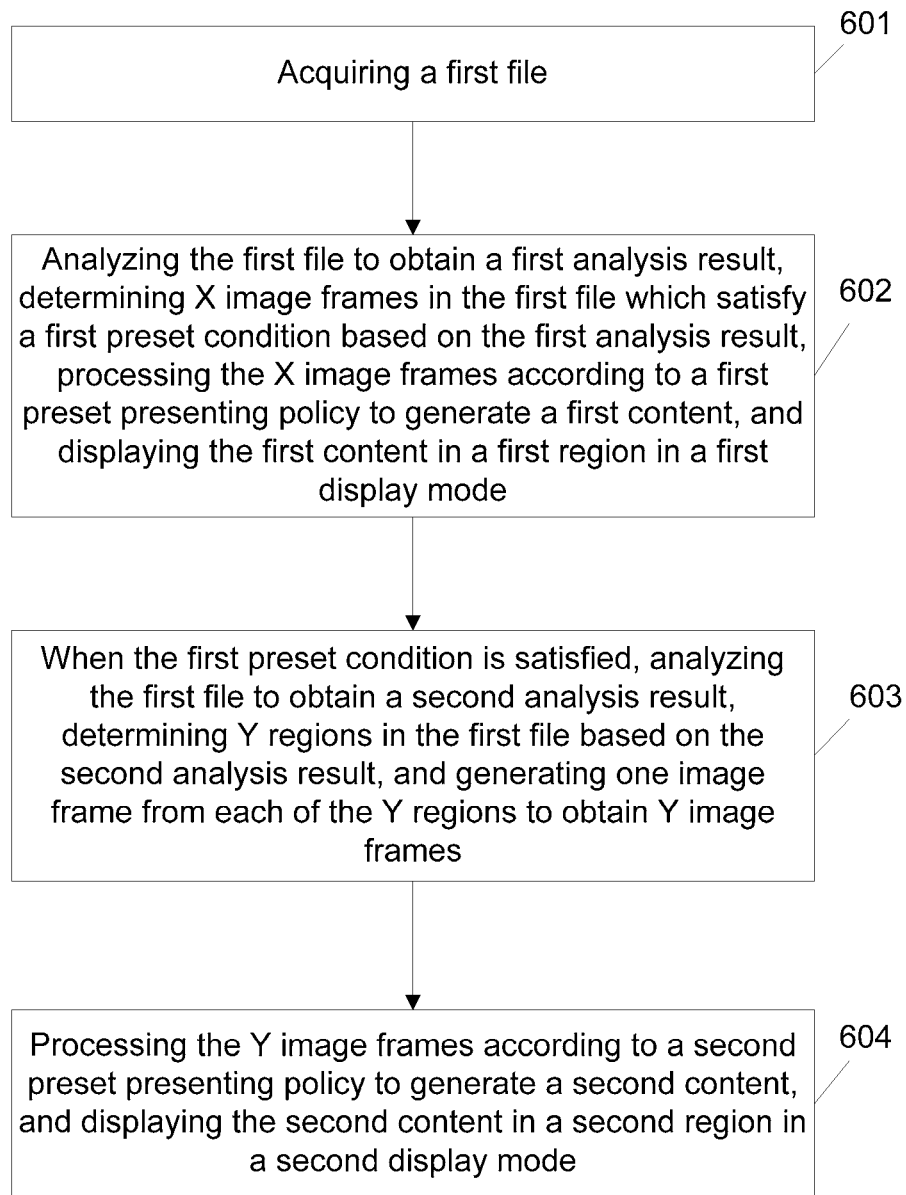 601
Acquiring a first file
Analyzing the first file to obtain a first analysis result,
determining X image frames in the first file which satisfy
a first preset condition based on the first analysis result,
processing the X image frames according to a first
preset presenting policy to generate a first content, and
displaying the first content in a first region in a first
display mode
602
When the first preset condition is satisfied, analyzing
the first file to obtain a second analysis result,
determining Y regions in the first file based on the
second analysis result, and generating one image
frame from each of the Y regions to obtain Y image
frames
603
Processing the Y image frames according to a second
preset presenting policy to generate a second content,
and displaying the second content in a second region in
a second display mode
604